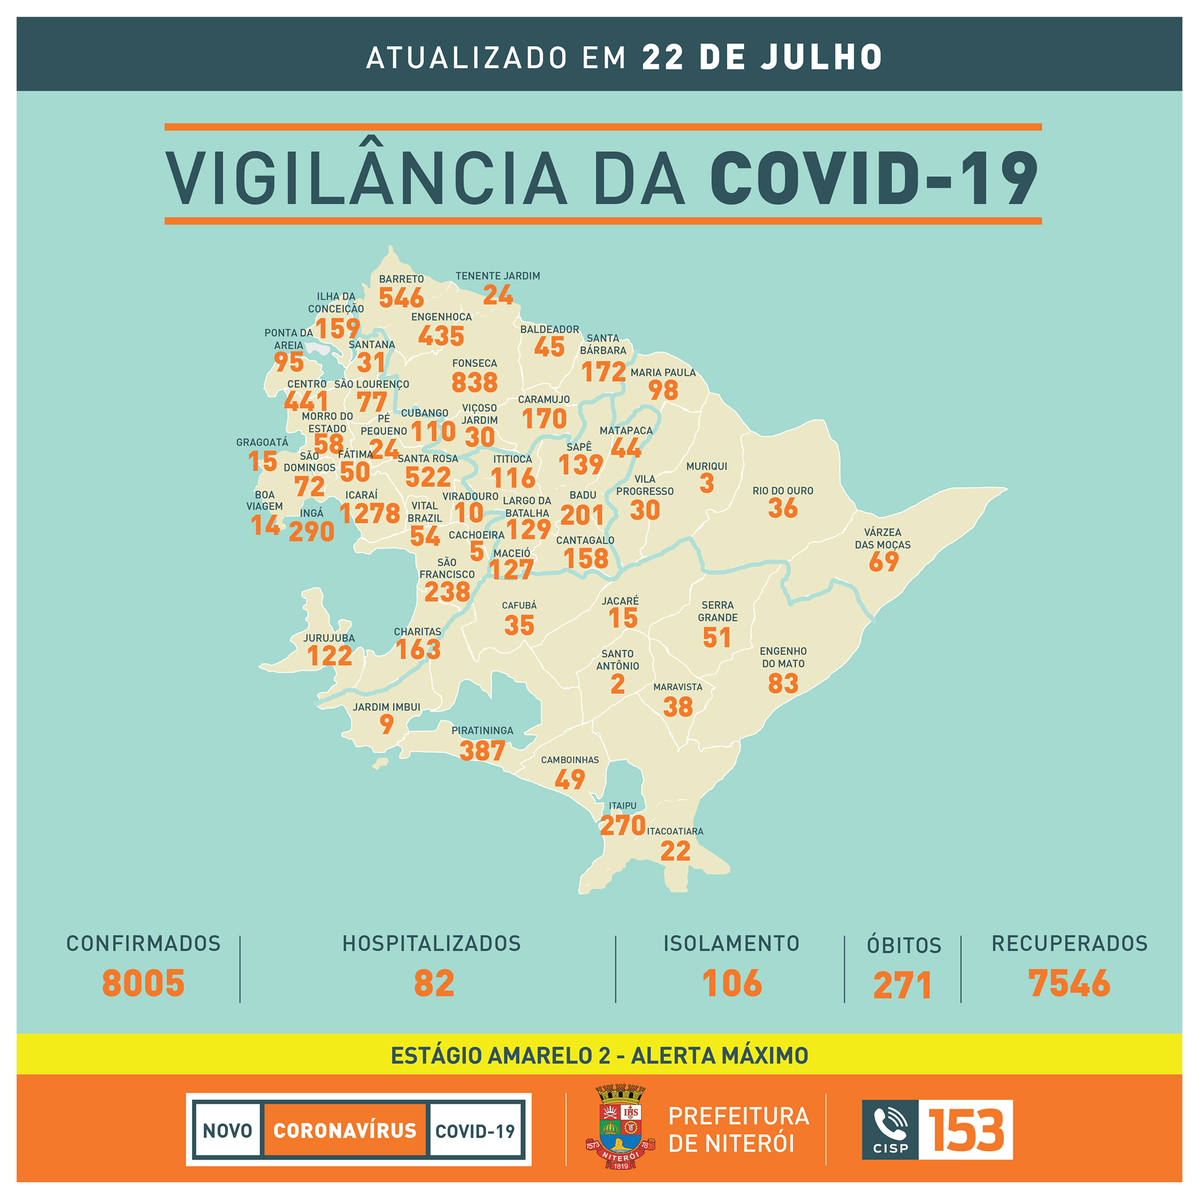 ATUALIZADO EM 22 DE JULHO
VIGILÂNCIA DA COVID-19
BARRETO
546
TENENTE JARDIM
24
ILHA DA
CONCEIÇÃO
159
ENGENHOCA
435
BALDEADOR
45
SANTA
BÁRBARA
172
PONTA DA
AREIA
95
SANTANA
31
FONSECA
838
MARIA PAULA
98
CENTRO
441
SÃO LOURENÇO
77
CARAMUJO
170
MORRO DO
ESTADO
58
PÉ
PEQUENO
24
CUBANGO
110
VIÇOSO
JARDIM
30
MATAPACA
44
GRAGOATÁ
15
SÃO
DOMINGOS
72
FÁTIMA
50
SANTA ROSA
522
ITITIOCA
116
SAPÊ
139
MURIQUI
3
VILA
PROGRESSO
30
RIO DO OURO
36
BOA
VIAGEM
14
INGÁ
290
ICARAÍ
1278
VITAL
BRAZIL
54
VIRADOURO
10
LARGO DA
BATALHA
129
BADU
201
VÁRZEA
DAS MOÇAS
69
CACHOEIRA
5
MACEIÓ
127
CANTAGALO
158
SÃO
FRANCISCO
238
CAFUBÁ
35
JACARÉ
15
SERRA
GRANDE
51
JURUJUBA
122
CHARITAS
163
SANTO
ANTÔNIO
2
ENGENHO
DO MATO
83
MARAVISTA
38
JARDIM IMBUI
9
PIRATININGA
387
CAMBOINHAS
49
ITAIPU
270
ITACOATIARA
22
CONFIRMADOS
8005
HOSPITALIZADOS
82
ISOLAMENTO
106
ÓBITOS
271
RECUPERADOS
7546
ESTÁGIO AMARELO 2 - ALERTA MÁXIMO
NOVO CORONAVÍRUS COVID-19
IHS
1573
NITERÓI
1819
PREFEITURA
DE NITERÓI
CISP
153